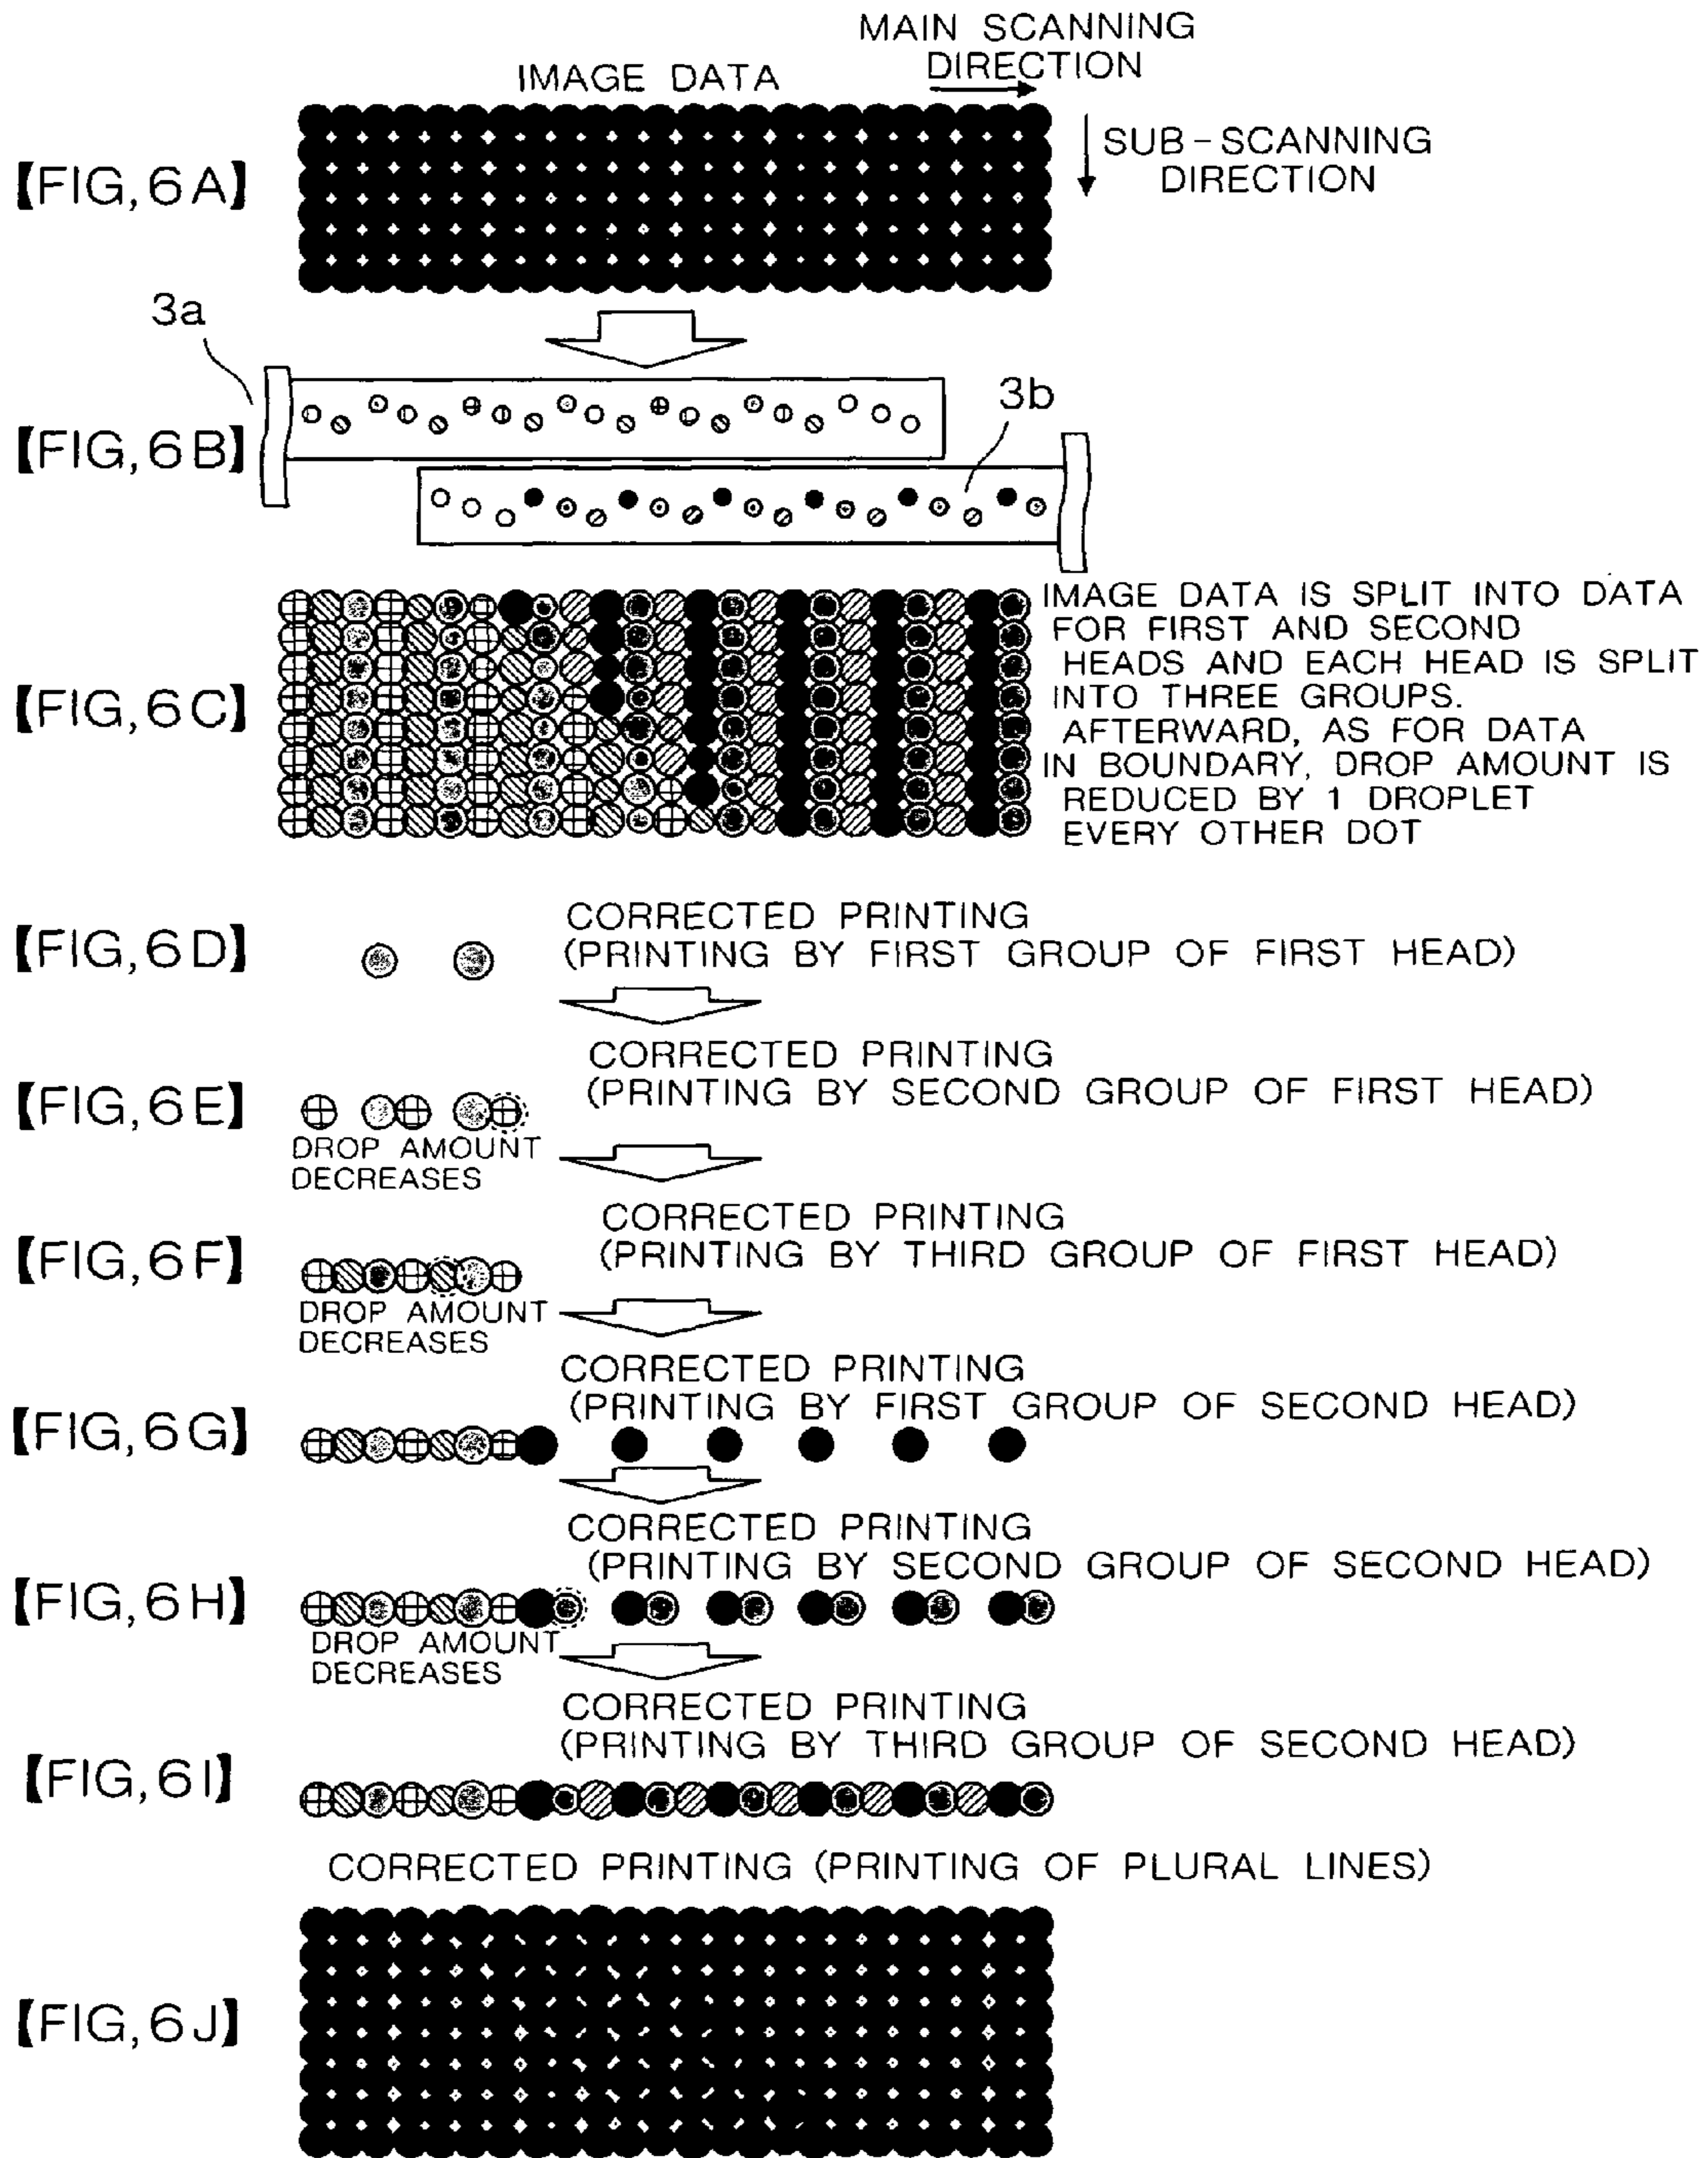 MAIN SCANNING
DIRECTION
IMAGE DATA
SUB-SCANNING
DIRECTION
【FIG,6A】
3a
3b
【FIG,6B】
【FIG,6C】
IMAGE DATA IS SPLIT INTO DATA
FOR FIRST AND SECOND
HEADS AND EACH HEAD IS SPLIT
INTO THREE GROUPS.
AFTERWARD, AS FOR DATA
IN BOUNDARY, DROP AMOUNT IS
REDUCED BY 1 DROPLET
EVERY OTHER DOT
【FIG,6D】
CORRECTED PRINTING
(PRINTING BY FIRST GROUP OF FIRST HEAD)
【FIG,6E】
CORRECTED PRINTING
(PRINTING BY SECOND GROUP OF FIRST HEAD)
DROP AMOUNT
DECREASES
【FIG,6F】
CORRECTED PRINTING
(PRINTING BY THIRD GROUP OF FIRST HEAD)
DROP AMOUNT
DECREASES
【FIG,6G】
CORRECTED PRINTING
(PRINTING BY FIRST GROUP OF SECOND HEAD)
【FIG,6H】
CORRECTED PRINTING
(PRINTING BY SECOND GROUP OF SECOND HEAD)
DROP AMOUNT
DECREASES
【FIG,6I】
CORRECTED PRINTING
(PRINTING BY THIRD GROUP OF SECOND HEAD)
CORRECTED PRINTING (PRINTING OF PLURAL LINES)
【FIG,6J】